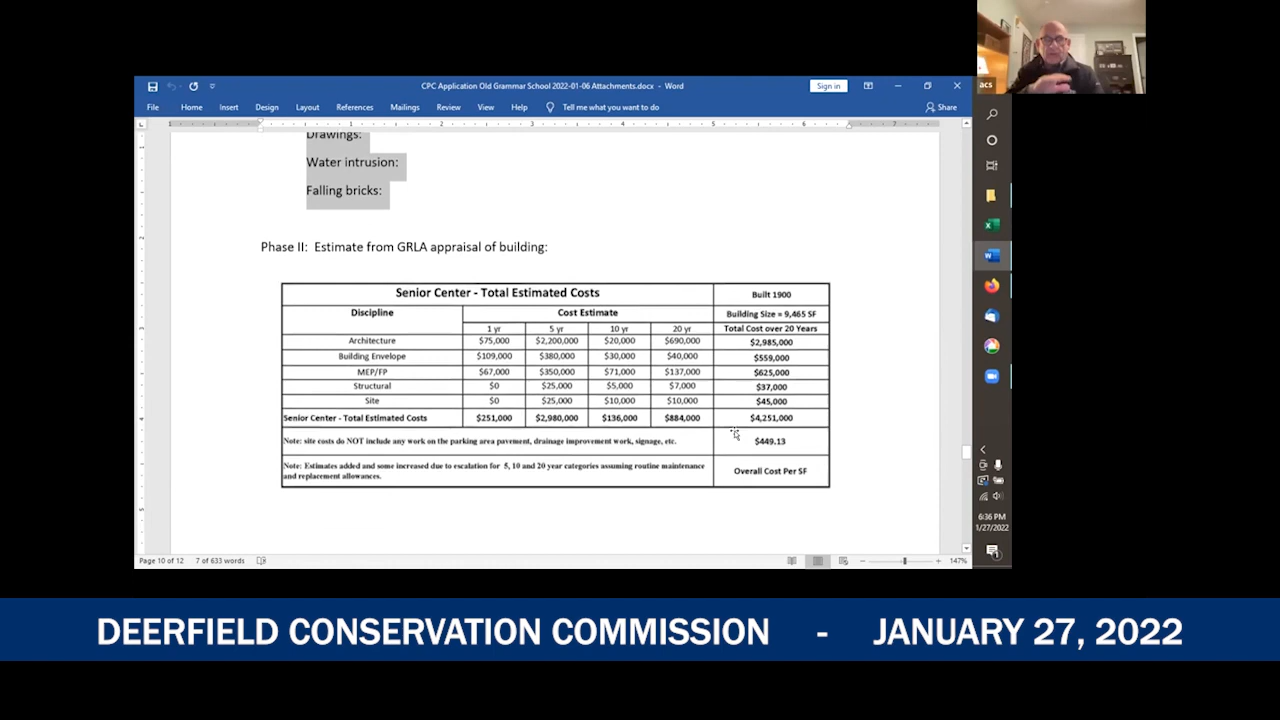 acs
CPC Application Old Grammar School 2022-01-06 Attachments.docx - Word
Sign in
File Home Insert Design Layout References Mailings Review View Help Tell me what you want to do Share
Drawings:
Water intrusion:
Falling bricks:
Phase II: Estimate from GRLA appraisal of building:
Senior Center - Total Estimated Costs Built 1900
Discipline Cost Estimate Building Size = 9,465 SF
1 yr 5 yr 10 yr 20 yr Total Cost over 20 Years
Architecture $75,000 $2,200,000 $20,000 $690,000 $2,985,000
Building Envelope $109,000 $380,000 $30,000 $40,000 $559,000
MEP/FP $67,000 $350,000 $71,000 $137,000 $625,000
Structural $0 $25,000 $5,000 $7,000 $37,000
Site $0 $25,000 $10,000 $10,000 $45,000
Senior Center - Total Estimated Costs $251,000 $2,980,000 $136,000 $884,000 $4,251,000
Note: site costs do NOT include any work on the parking area pavement, drainage improvement work, signage, etc. $449.13
Note: Estimates added and some increased due to escalation for 5, 10 and 20 year categories assuming routine maintenance
and replacement allowances.
Overall Cost Per SF
6:36 PM
1/27/2022
Page 10 of 12 7 of 633 words 147%
DEERFIELD CONSERVATION COMMISSION - JANUARY 27, 2022